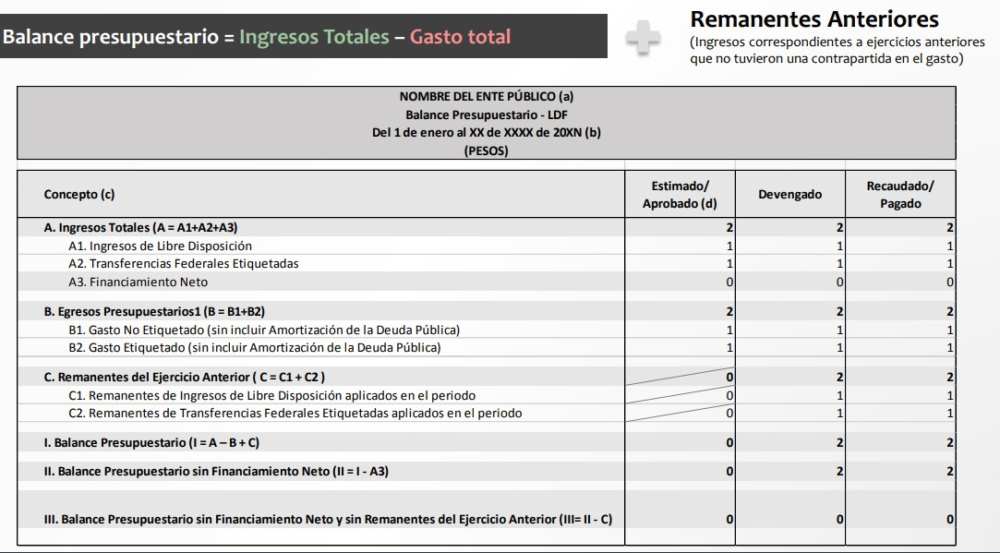 Balance presupuestario = Ingresos Totales – Gasto total
Remanentes Anteriores
(Ingresos correspondientes a ejercicios anteriores
que no tuvieron una contrapartida en el gasto)
NOMBRE DEL ENTE PÚBLICO (a)
Balance Presupuestario - LDF
Del 1 de enero al XX de XXXX de 20XN (b)
(PESOS)
Concepto (c) Estimado/ Aprobado (d) Devengado Recaudado/ Pagado
A. Ingresos Totales (A = A1+A2+A3) 2 2 2
A1. Ingresos de Libre Disposición 1 1 1
A2. Transferencias Federales Etiquetadas 1 1 1
A3. Financiamiento Neto 0 0 0
B. Egresos Presupuestarios1 (B = B1+B2) 2 2 2
B1. Gasto No Etiquetado (sin incluir Amortización de la Deuda Pública) 1 1 1
B2. Gasto Etiquetado (sin incluir Amortización de la Deuda Pública) 1 1 1
C. Remanentes del Ejercicio Anterior ( C = C1 + C2 ) 0 2 2
C1. Remanentes de Ingresos de Libre Disposición aplicados en el periodo 0 1 1
C2. Remanentes de Transferencias Federales Etiquetadas aplicados en el periodo 0 1 1
I. Balance Presupuestario (I = A – B + C) 0 2 2
II. Balance Presupuestario sin Financiamiento Neto (II = I - A3) 0 2 2
III. Balance Presupuestario sin Financiamiento Neto y sin Remanentes del Ejercicio Anterior (III= II - C) 0 0 0